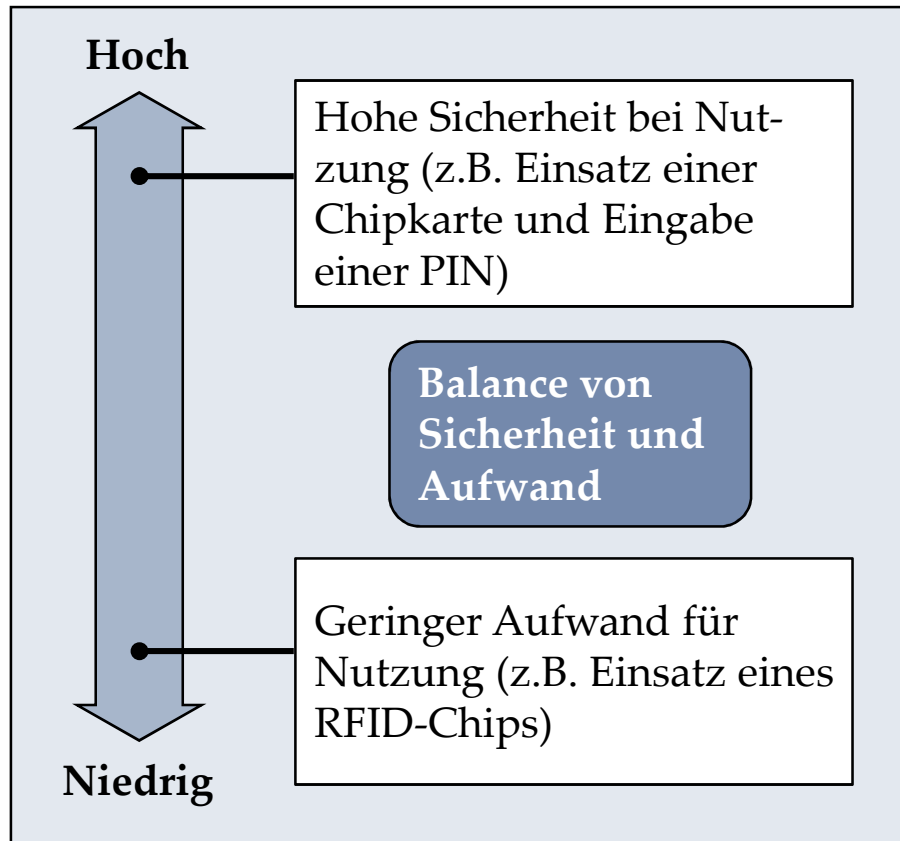 Hoch
Hohe Sicherheit bei Nut-
zung (z.B. Einsatz einer
Chipkarte und Eingabe
einer PIN)
Balance von
Sicherheit und
Aufwand
Geringer Aufwand für
Nutzung (z.B. Einsatz eines
RFID-Chips)
Niedrig